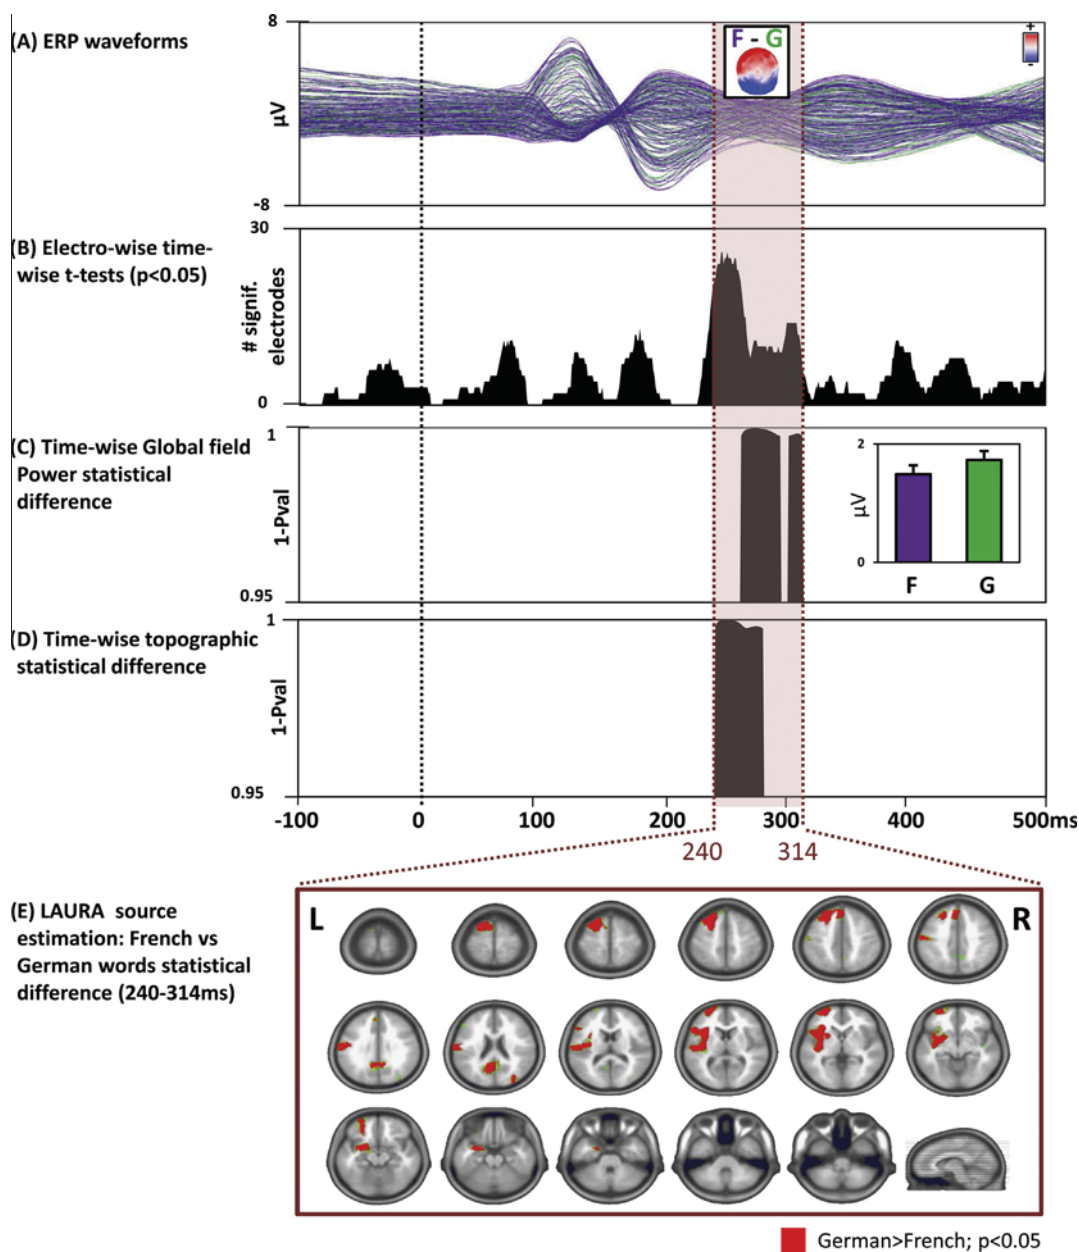 (A) ERP waveforms
8
μV
-8
F - G
+
-
(B) Electro-wise time-
wise t-tests (p<0.05)
30
# signif.
electrodes
0
(C) Time-wise Global field
Power statistical
difference
1
1-Pval
0.95
2
μV
0
F G
(D) Time-wise topographic
statistical difference
1
1-Pval
0.95
-100 0 100 200 300 400 500ms
240 314
(E) LAURA source
estimation: French vs
German words statistical
difference (240-314ms)
L R
German>French; p<0.05